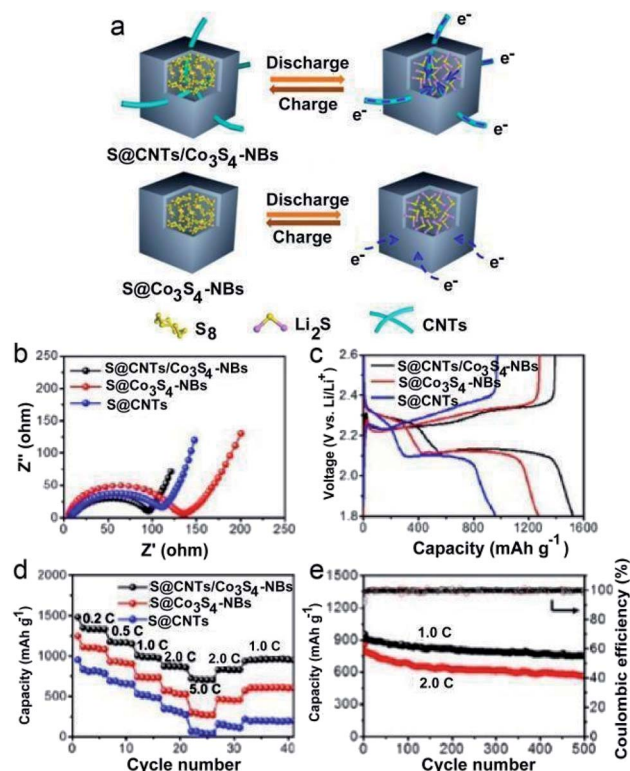 a
Discharge
Charge
e-
e-
e-
e-
S@CNTs/Co3S4-NBs
Discharge
Charge
e-
e-
e-
S@Co3S4-NBs
S8
Li2S
CNTs
b
S@CNTs/Co3S4-NBs
S@Co3S4-NBs
S@CNTs
Z" (ohm)
250
200
150
100
50
0
0 50 100 150 200 250
Z' (ohm)
c
S@CNTs/Co3S4-NBs
S@Co3S4-NBs
S@CNTs
Voltage (V vs. Li/Li+)
2.6
2.4
2.2
2.0
1.8
0 400 800 1200 1600
Capacity (mAh g-1)
d
S@CNTs/Co3S4-NBs
S@Co3S4-NBs
S@CNTs
Capacity (mAh g-1)
2000
1500
1000
500
0
0.2 C
0.5 C
1.0 C
2.0 C
5.0 C
2.0 C
1.0 C
0 10 20 30 40
Cycle number
e
Capacity (mAh g-1)
1500
1200
900
600
300
0
1.0 C
2.0 C
0 100 200 300 400 500
Cycle number
100
80
60
40
20
0
Coulombic efficiency (%)